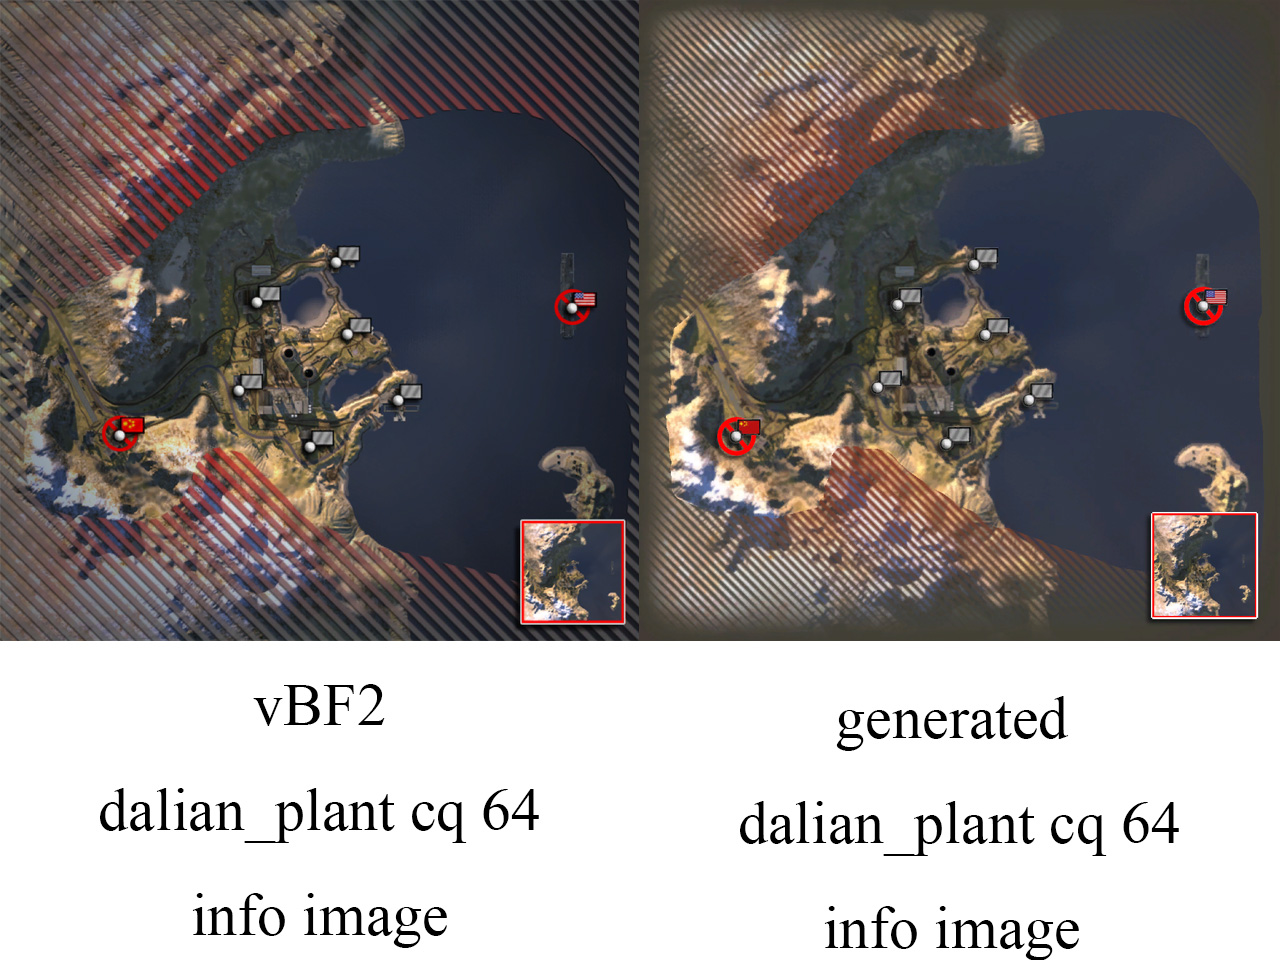 vBF2
dalian_plant cq 64
info image
generated
dalian_plant cq 64
info image